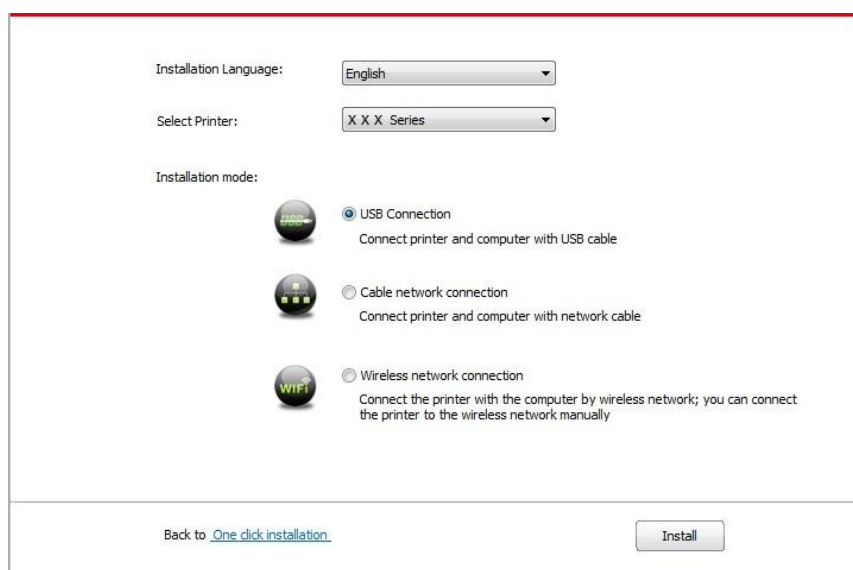 Installation Language: English
Select Printer: X X X Series
Installation mode:
USB
USB Connection
Connect printer and computer with USB cable
Cable network connection
Connect printer and computer with network cable
WiFi
Wireless network connection
Connect the printer with the computer by wireless network; you can connect
the printer to the wireless network manually
Back to One click installation
Install